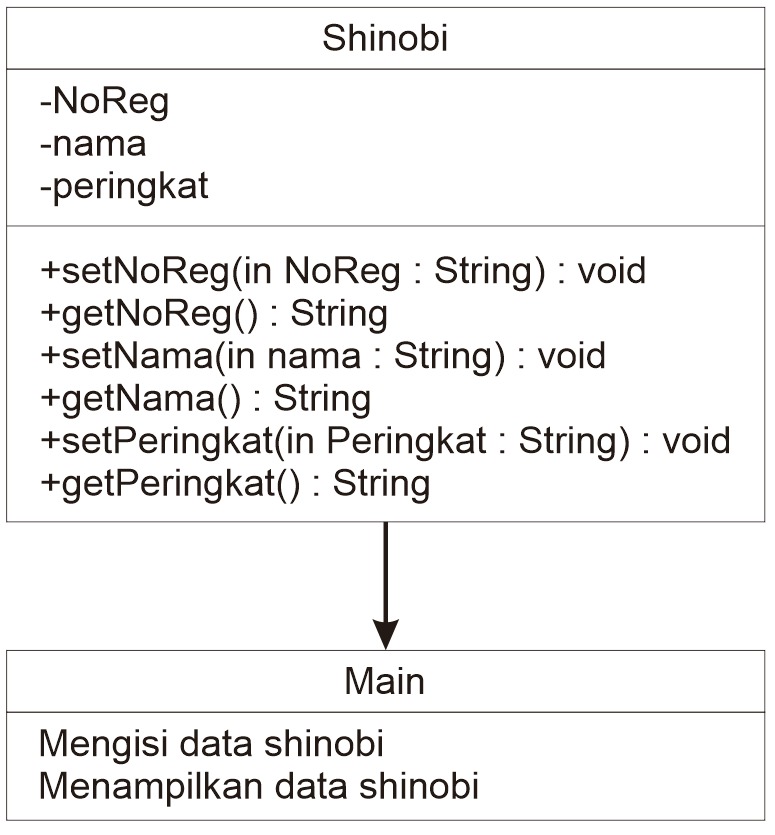 Shinobi
-NoReg
-nama
-peringkat
+setNoReg(in NoReg : String) : void
+getNoReg() : String
+setNama(in nama : String) : void
+getNama() : String
+setPeringkat(in Peringkat : String) : void
+getPeringkat() : String
Main
Mengisi data shinobi
Menampilkan data shinobi